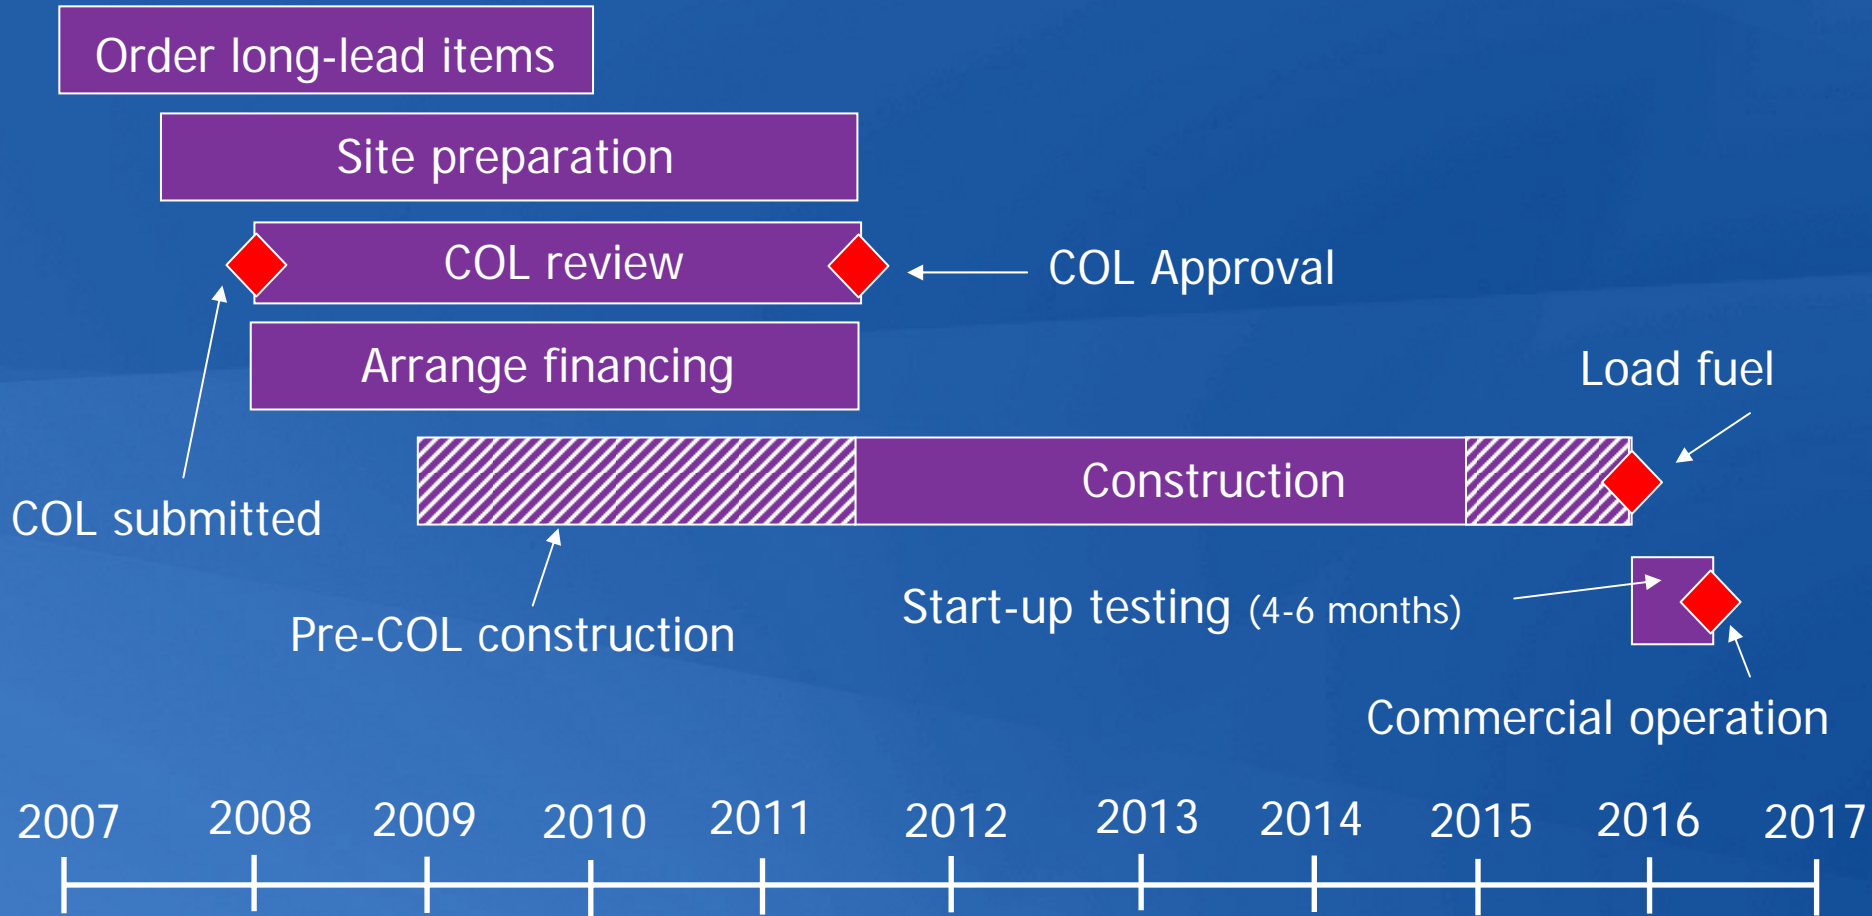 Order long-lead items
Site preparation
COL review
COL Approval
Arrange financing
Load fuel
Construction
COL submitted
Start-up testing (4-6 months)
Pre-COL construction
Commercial operation
2007 2008 2009 2010 2011 2012 2013 2014 2015 2016 2017